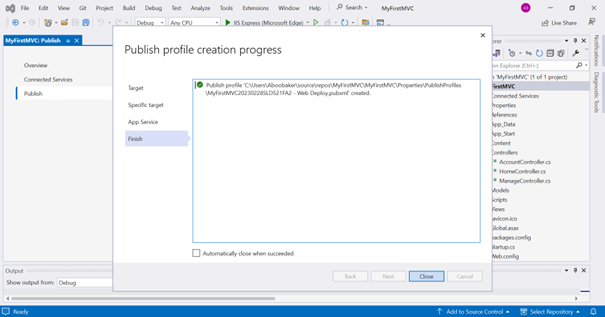 File Edit View Git Project Build Debug Test Analyze Tools Extensions Window Help Search MyFirstMVC
Debug Any CPU IIS Express (Microsoft Edge) Live Share
MyFirstMVC: Publish
Overview
Connected Services
Publish
Publish profile creation progress
Target
Specific target
App Service
Finish
Publish profile 'C:\Users\Aboobaker\source\repos\MyFirstMVC\MyFirstMVC\Properties\PublishProfiles
\MyFirstMVC20230228SLD521FA2 - Web Deploy.pubxml' created.
Automatically close when succeeded
Back Next Close Cancel
orer
n Explorer (Ctrl+;)
n 'MyFirstMVC' (1 of 1 project)
FirstMVC
Connected Services
Properties
References
App_Data
App_Start
Content
Controllers
AccountController.cs
HomeController.cs
ManageController.cs
Models
Scripts
Views
favicon.ico
Global.asax
packages.config
Startup.cs
Web.config
Notifications
Diagnostic Tools
Output
Show output from: Debug
Ready Add to Source Control Select Repository